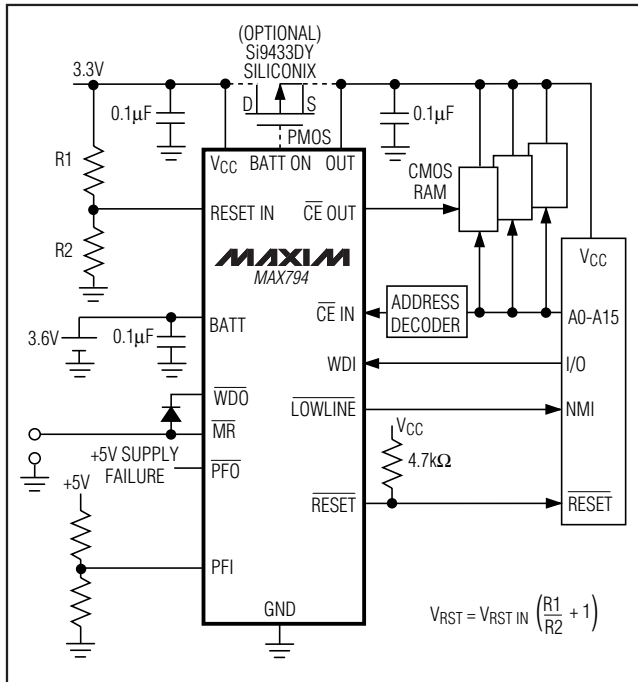 (OPTIONAL)
Si9433DY
SILICONIX
3.3V
D
S
0.1µF
PMOS
0.1µF
VCC
BATT ON
OUT
R1
CMOS
RAM
RESET IN
CE OUT
R2
MAXIM
MAX794
VCC
BATT
CE IN
ADDRESS
DECODER
A0-A15
3.6V
0.1µF
WDI
I/O
WDO
LOWLINE
NMI
MR
VCC
+5V SUPPLY
FAILURE
PFO
4.7kΩ
+5V
RESET
RESET
PFI
GND
VRST = VRST IN (R1/R2 + 1)